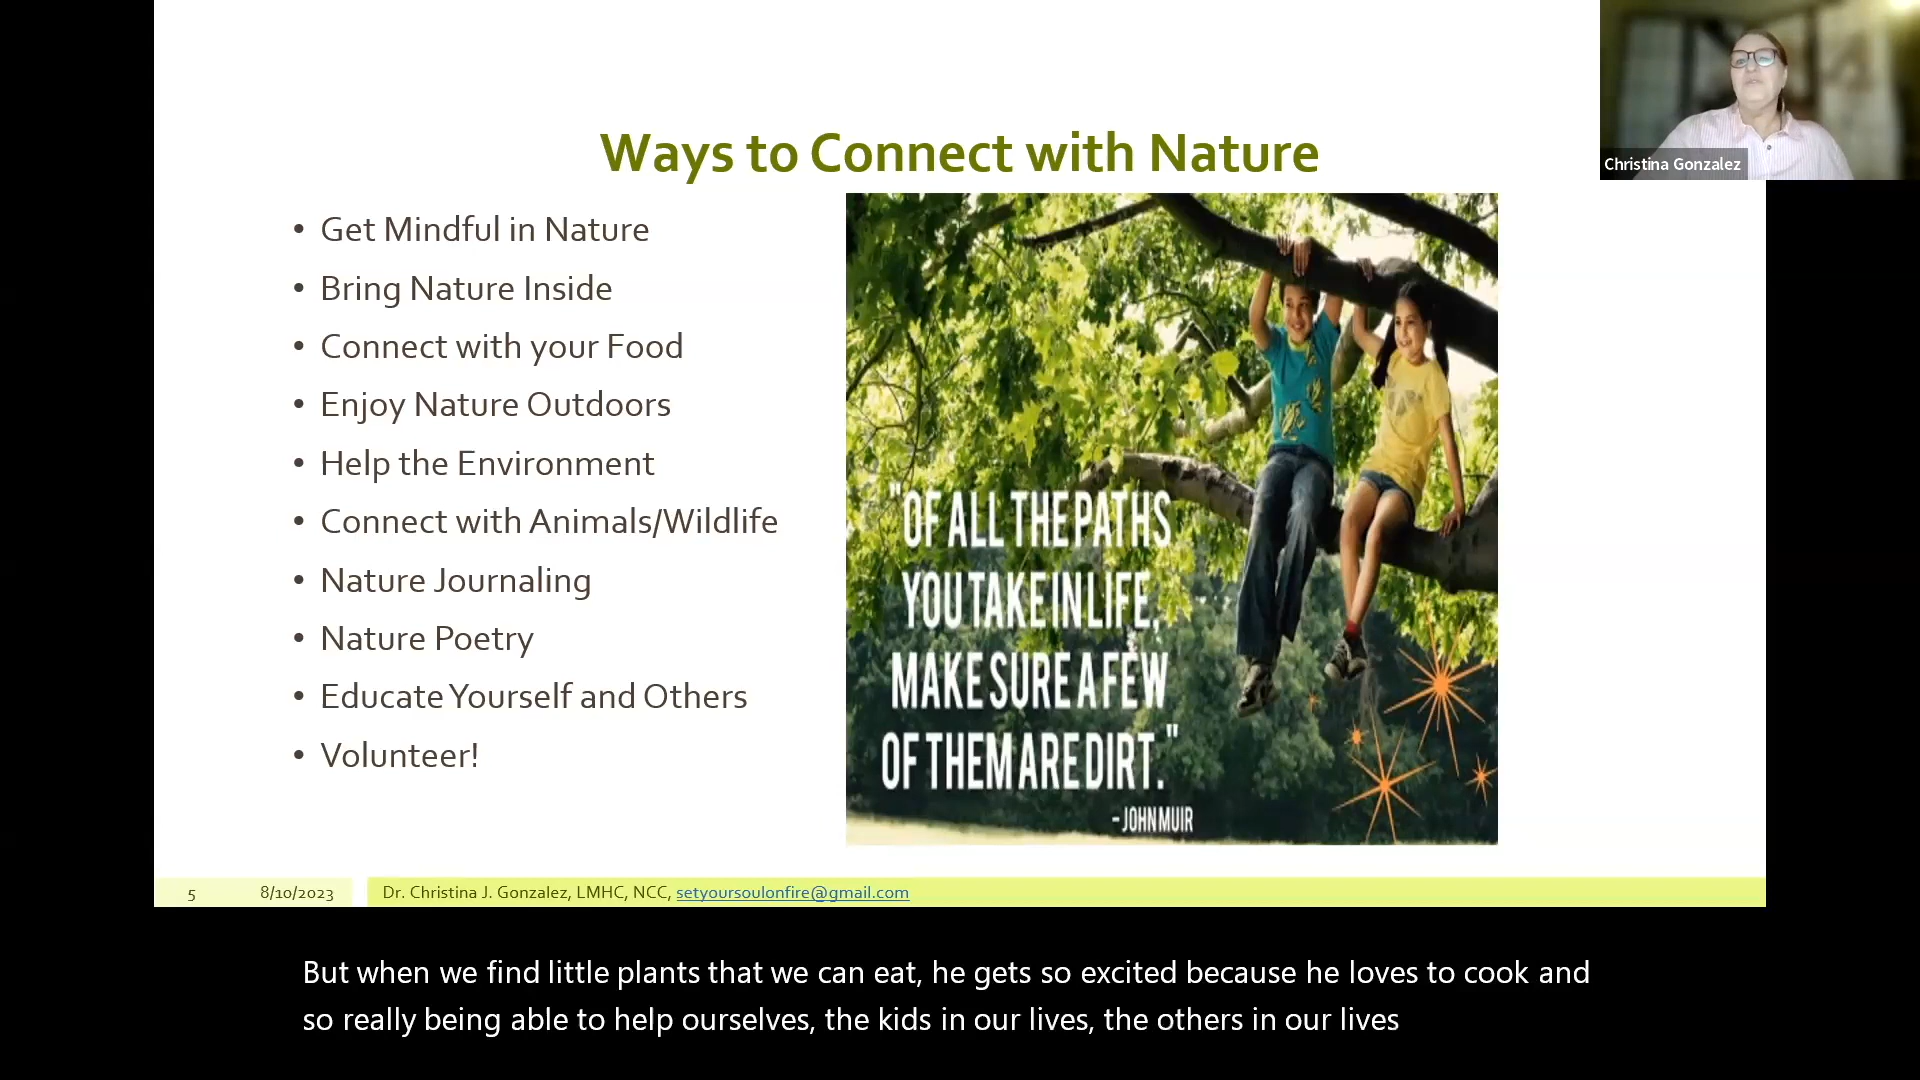 Christina Gonzalez
Ways to Connect with Nature
• Get Mindful in Nature
• Bring Nature Inside
• Connect with your Food
• Enjoy Nature Outdoors
• Help the Environment
• Connect with Animals/Wildlife
• Nature Journaling
• Nature Poetry
• Educate Yourself and Others
• Volunteer!
"OF ALL THE PATHS
YOU TAKE IN LIFE,
MAKE SURE A FEW
OF THEM ARE DIRT."
- JOHN MUIR
5 8/10/2023 Dr. Christina J. Gonzalez, LMHC, NCC, setyoursoulonfire@gmail.com
But when we find little plants that we can eat, he gets so excited because he loves to cook and
so really being able to help ourselves, the kids in our lives, the others in our lives